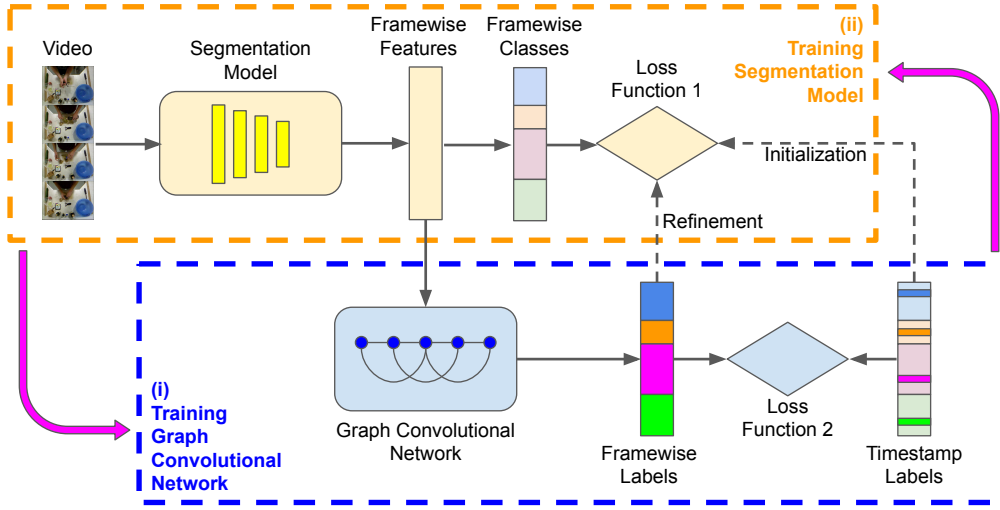 Video
Segmentation
Model
Framewise
Features
Framewise
Classes
Loss
Function 1
(ii)
Training
Segmentation
Model
Initialization
Refinement
(i)
Training
Graph
Convolutional
Network
Graph Convolutional
Network
Framewise
Labels
Loss
Function 2
Timestamp
Labels